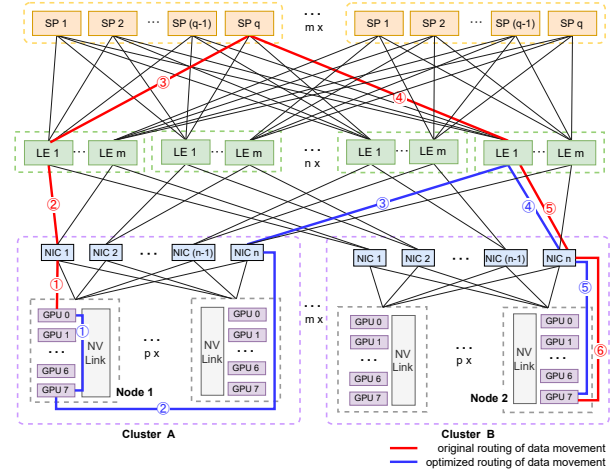 SP 1 SP 2 ··· SP (q-1) SP q ··· m x SP 1 SP 2 ··· SP (q-1) SP q
③ ④
LE 1 ··· LE m LE 1 ··· LE m ··· n x LE 1 ··· LE m LE 1 ··· LE m
② ③ ④ ⑤
NIC 1 NIC 2 ··· NIC (n-1) NIC n NIC 1 NIC 2 ··· NIC (n-1) NIC n
① ⑤
GPU 0 GPU 1 ··· GPU 6 GPU 7 NV Link ①
··· p x
NV Link GPU 0 GPU 1 ··· GPU 6 GPU 7
Node 1
②
Cluster A
··· m x
GPU 0 GPU 1 ··· GPU 6 GPU 7 NV Link
··· p x
NV Link GPU 0 GPU 1 ··· GPU 6 GPU 7
⑥
Node 2
Cluster B
original routing of data movement
optimized routing of data movement